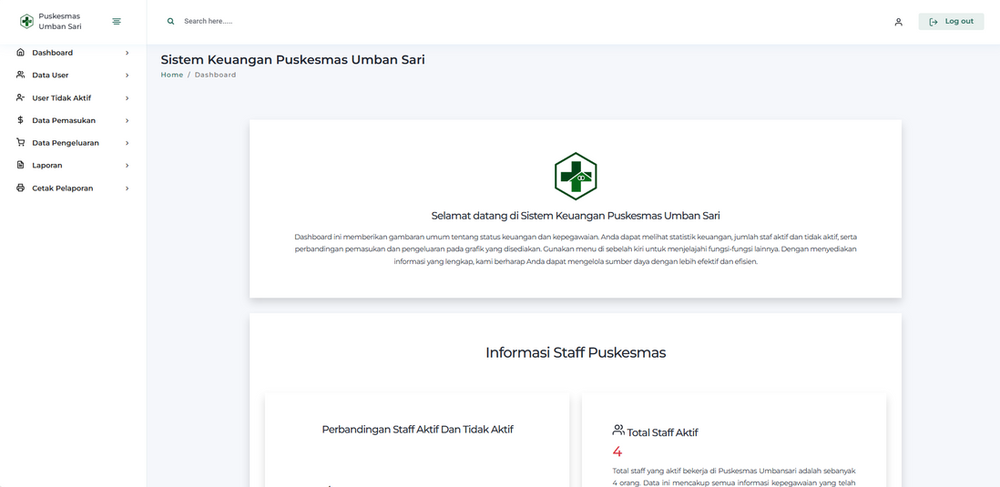 Puskesmas
Umban Sari
Search here......
Log out
Dashboard
Data User
User Tidak Aktif
Data Pemasukan
Data Pengeluaran
Laporan
Cetak Pelaporan
Sistem Keuangan Puskesmas Umban Sari
Home / Dashboard
Selamat datang di Sistem Keuangan Puskesmas Umban Sari
Dashboard ini memberikan gambaran umum tentang status keuangan dan kepegawaian. Anda dapat melihat statistik keuangan, jumlah staf aktif dan tidak aktif, serta
perbandingan pemasukan dan pengeluaran pada grafik yang disediakan. Gunakan menu di sebelah kiri untuk menjelajahi fungsi-fungsi lainnya. Dengan menyediakan
informasi yang lengkap, kami berharap Anda dapat mengelola sumber daya dengan lebih efektif dan efisien.
Informasi Staff Puskesmas
Perbandingan Staff Aktif Dan Tidak Aktif
Total Staff Aktif
4
Total staff yang aktif bekerja di Puskesmas Umbansari adalah sebanyak
4 orang. Data ini mencakup semua informasi kepegawaian yang telah